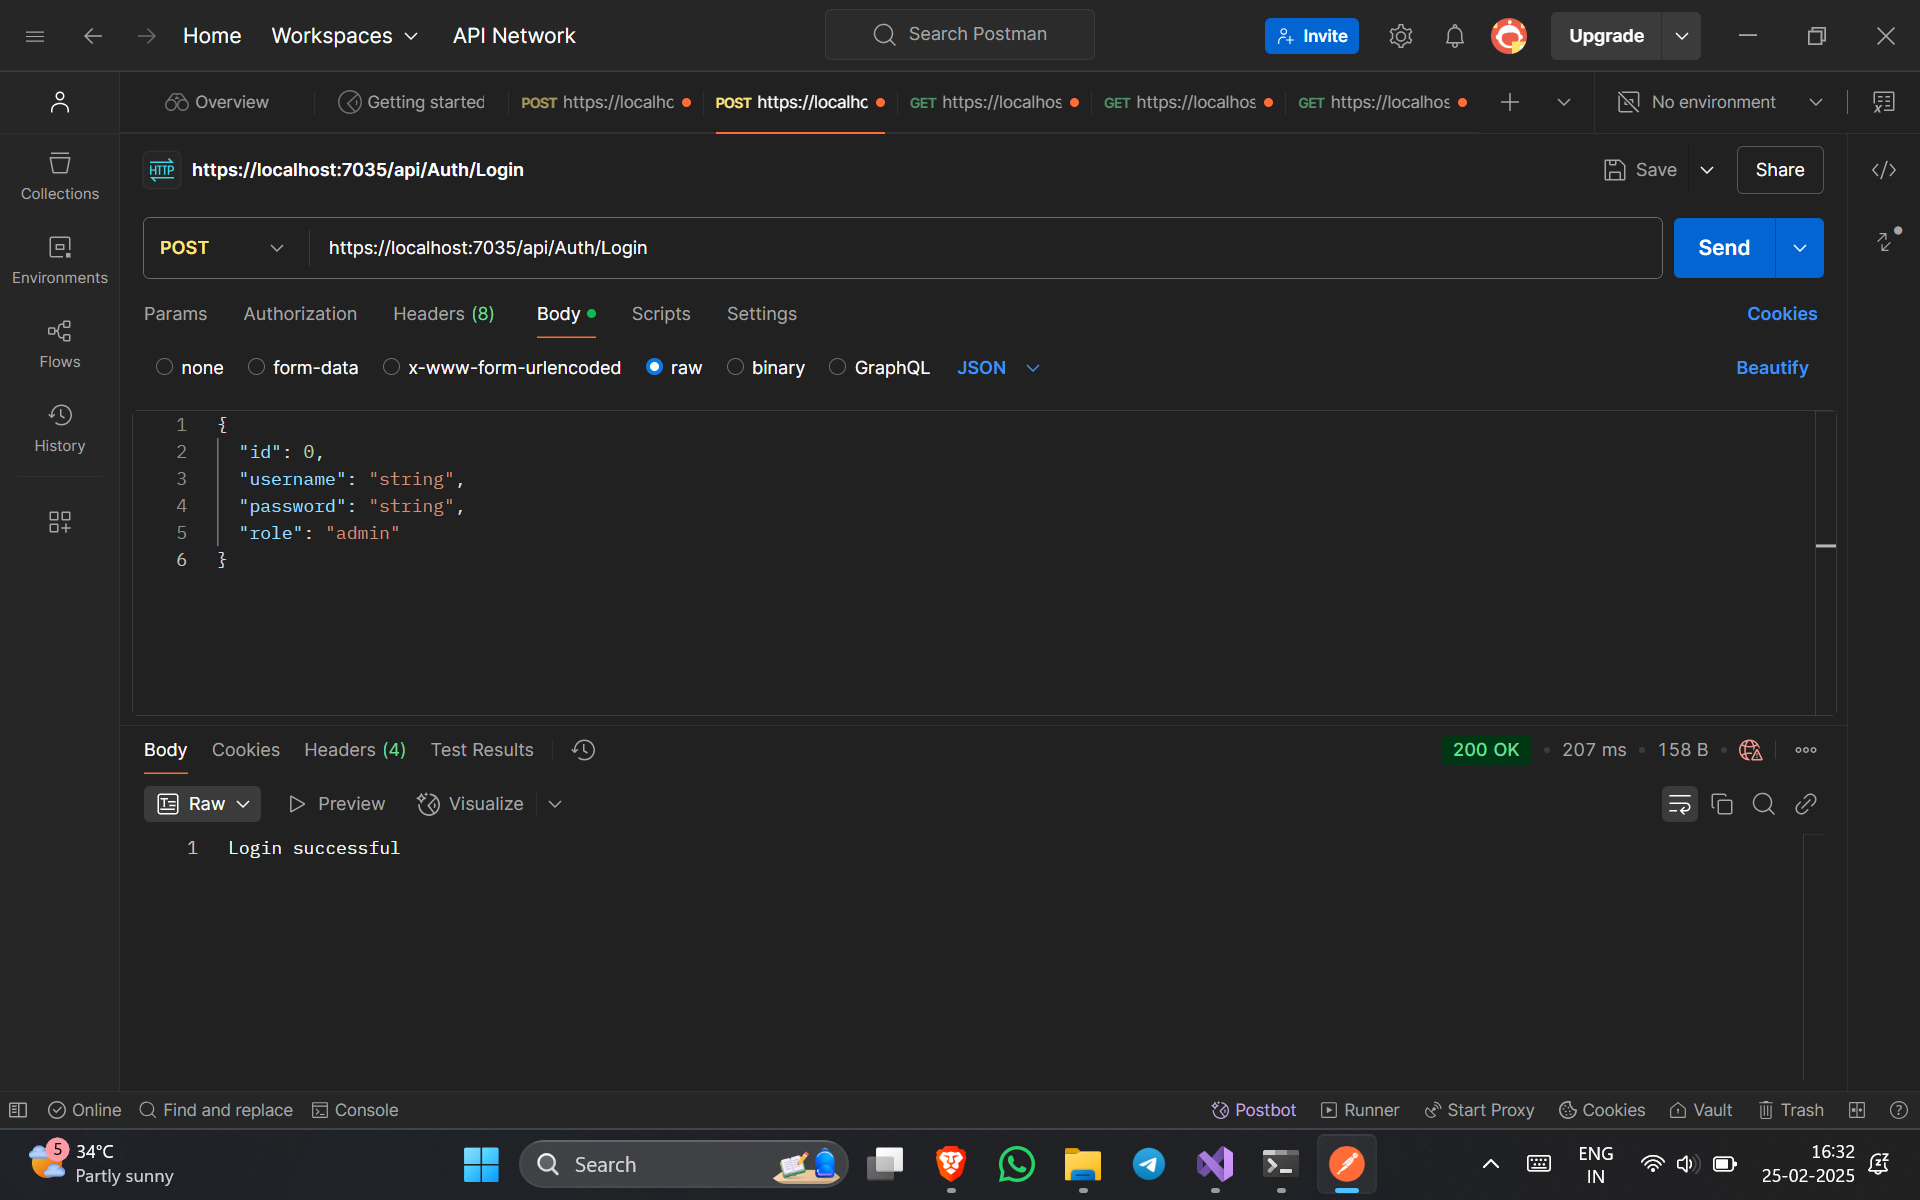 Home Workspaces API Network Search Postman Invite Upgrade
Overview Getting started POST https://localhc POST https://localhc GET https://localhos GET https://localhos GET https://localhos No environment
HTTP https://localhost:7035/api/Auth/Login Save Share
Collections
POST https://localhost:7035/api/Auth/Login Send
Environments
Params Authorization Headers (8) Body Scripts Settings Cookies
Flows
none form-data x-www-form-urlencoded raw binary GraphQL JSON Beautify
History
1 {
2 "id": 0,
3 "username": "string",
4 "password": "string",
5 "role": "admin"
6 }
Body Cookies Headers (4) Test Results 200 OK 207 ms 158 B
Raw Preview Visualize
1 Login successful
Online Find and replace Console Postbot Runner Start Proxy Cookies Vault Trash
5 34°C
Partly sunny
Search
ENG
IN
16:32
25-02-2025